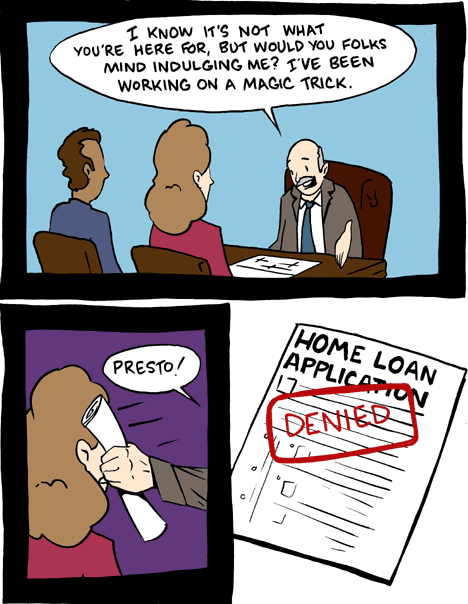 I KNOW IT'S NOT WHAT
YOU'RE HERE FOR, BUT WOULD YOU FOLKS
MIND INDULGING ME? I'VE BEEN
WORKING ON A MAGIC TRICK.
PRESTO!
HOME LOAN
APPLICATION
DENIED